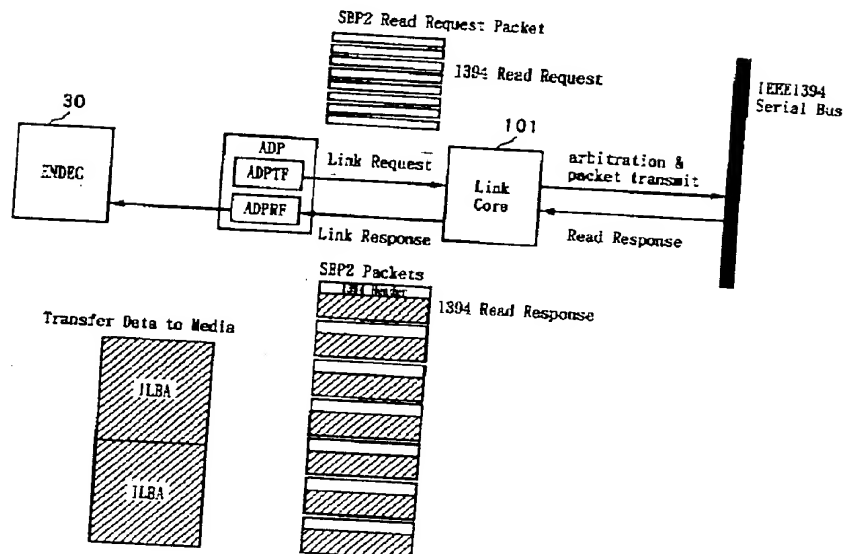 SBP2 Read Request Packet
1394 Read Request
IEEE1394
Serial Bus
30
ENDEC
ADP
ADPTF
ADPRF
Link Request
Link Response
101
Link
Core
arbitration &
packet transmit
Read Response
SBP2 Packets
1394 Header
1394 Read Response
Transfer Data to Media
1LBA
1LBA